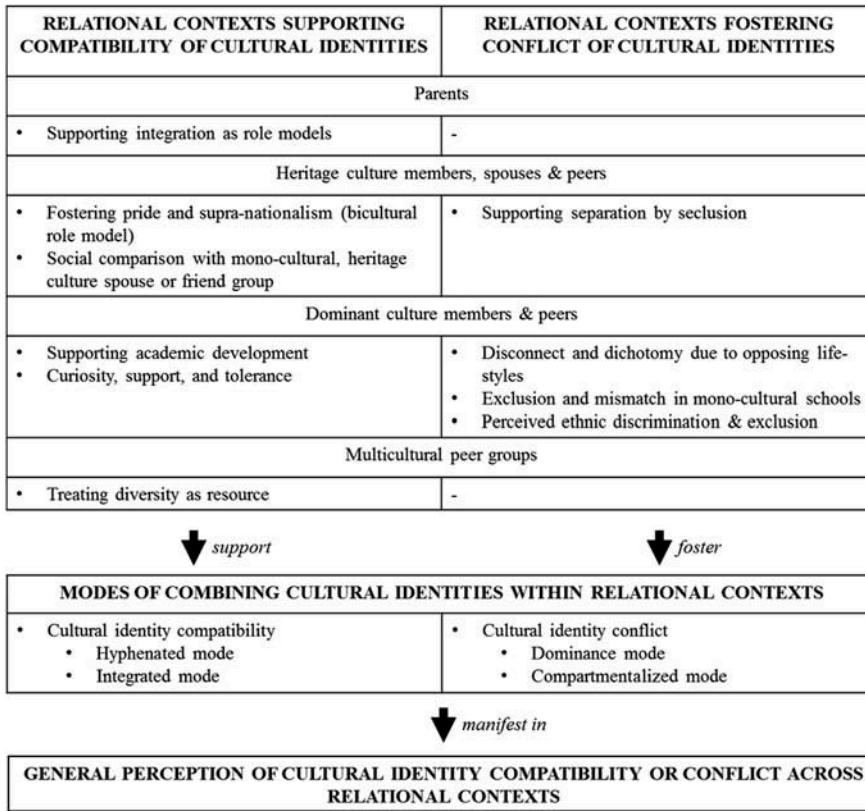 RELATIONAL CONTEXTS SUPPORTING
COMPATIBILITY OF CULTURAL IDENTITIES
RELATIONAL CONTEXTS FOSTERING
CONFLICT OF CULTURAL IDENTITIES
Parents
• Supporting integration as role models
-
Heritage culture members, spouses & peers
• Fostering pride and supra-nationalism (bicultural
role model)
• Social comparison with mono-cultural, heritage
culture spouse or friend group
• Supporting separation by seclusion
Dominant culture members & peers
• Supporting academic development
• Curiosity, support, and tolerance
• Disconnect and dichotomy due to opposing life-
styles
• Exclusion and mismatch in mono-cultural schools
• Perceived ethnic discrimination & exclusion
Multicultural peer groups
• Treating diversity as resource
-
support
foster
MODES OF COMBINING CULTURAL IDENTITIES WITHIN RELATIONAL CONTEXTS
• Cultural identity compatibility
• Hyphenated mode
• Integrated mode
• Cultural identity conflict
• Dominance mode
• Compartmentalized mode
manifest in
GENERAL PERCEPTION OF CULTURAL IDENTITY COMPATIBILITY OR CONFLICT ACROSS
RELATIONAL CONTEXTS